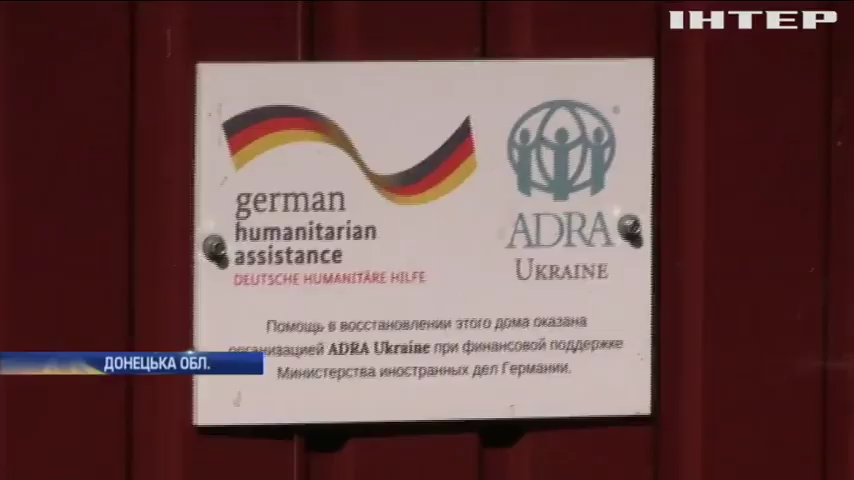 ІНТЕР
german
humanitarian
assistance
DEUTSCHE HUMANITÄRE HILFE
ADRA
UKRAINE
Помощь в восстановлении этого дома оказана
организацией ADRA Ukraine при финансовой поддержке
Министерства иностранных дел Германии.
ДОНЕЦЬКА ОБЛ.